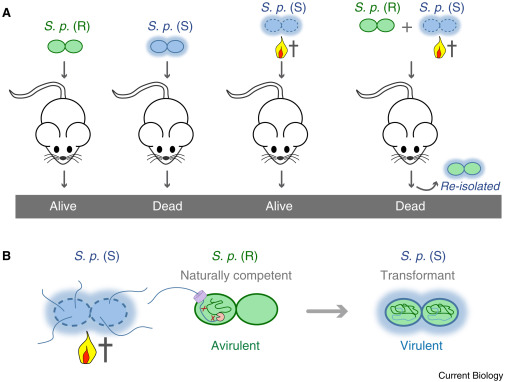 A
S. p. (R)
S. p. (S)
S. p. (S)
S. p. (R)
S. p. (S)
+
Re-isolated
Alive
Dead
Alive
Dead
B
S. p. (S)
S. p. (R)
S. p. (S)
Naturally competent
Transformant
Avirulent
Virulent
Current Biology